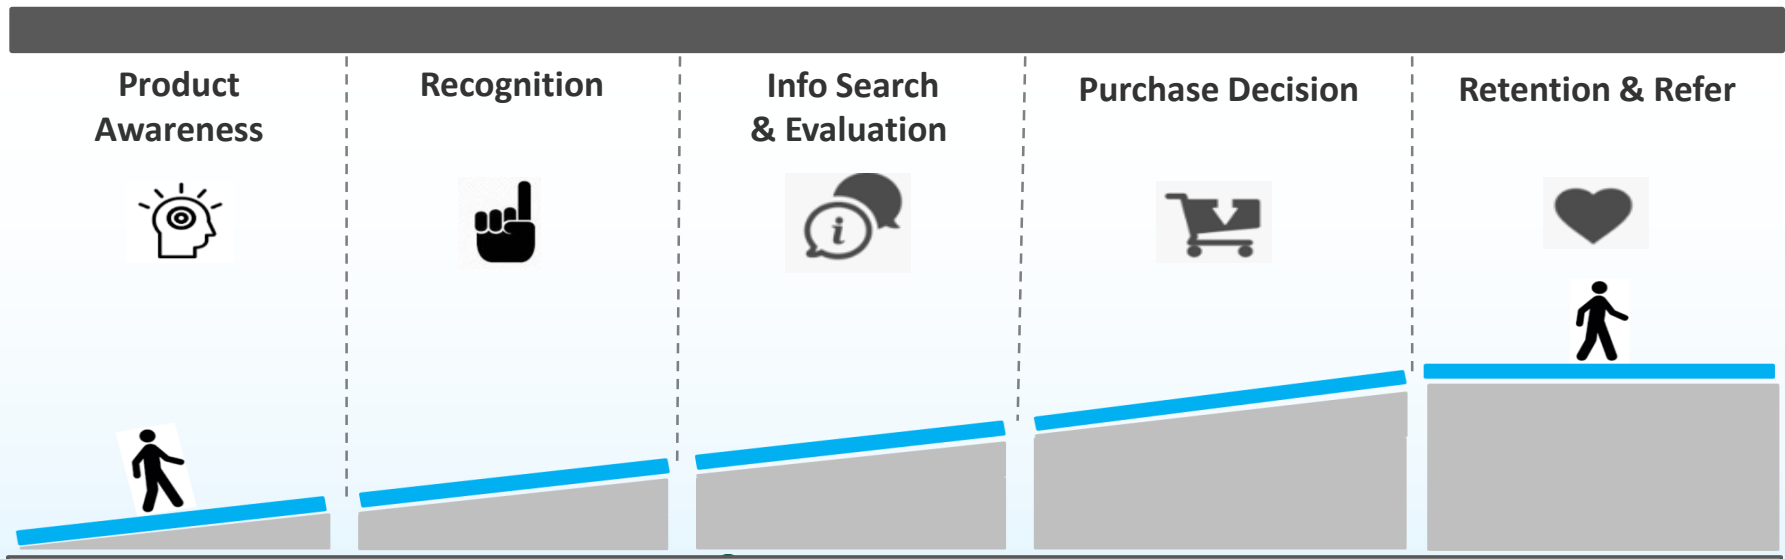 Product
Awareness
Recognition
Info Search
& Evaluation
Purchase Decision
Retention & Refer
i